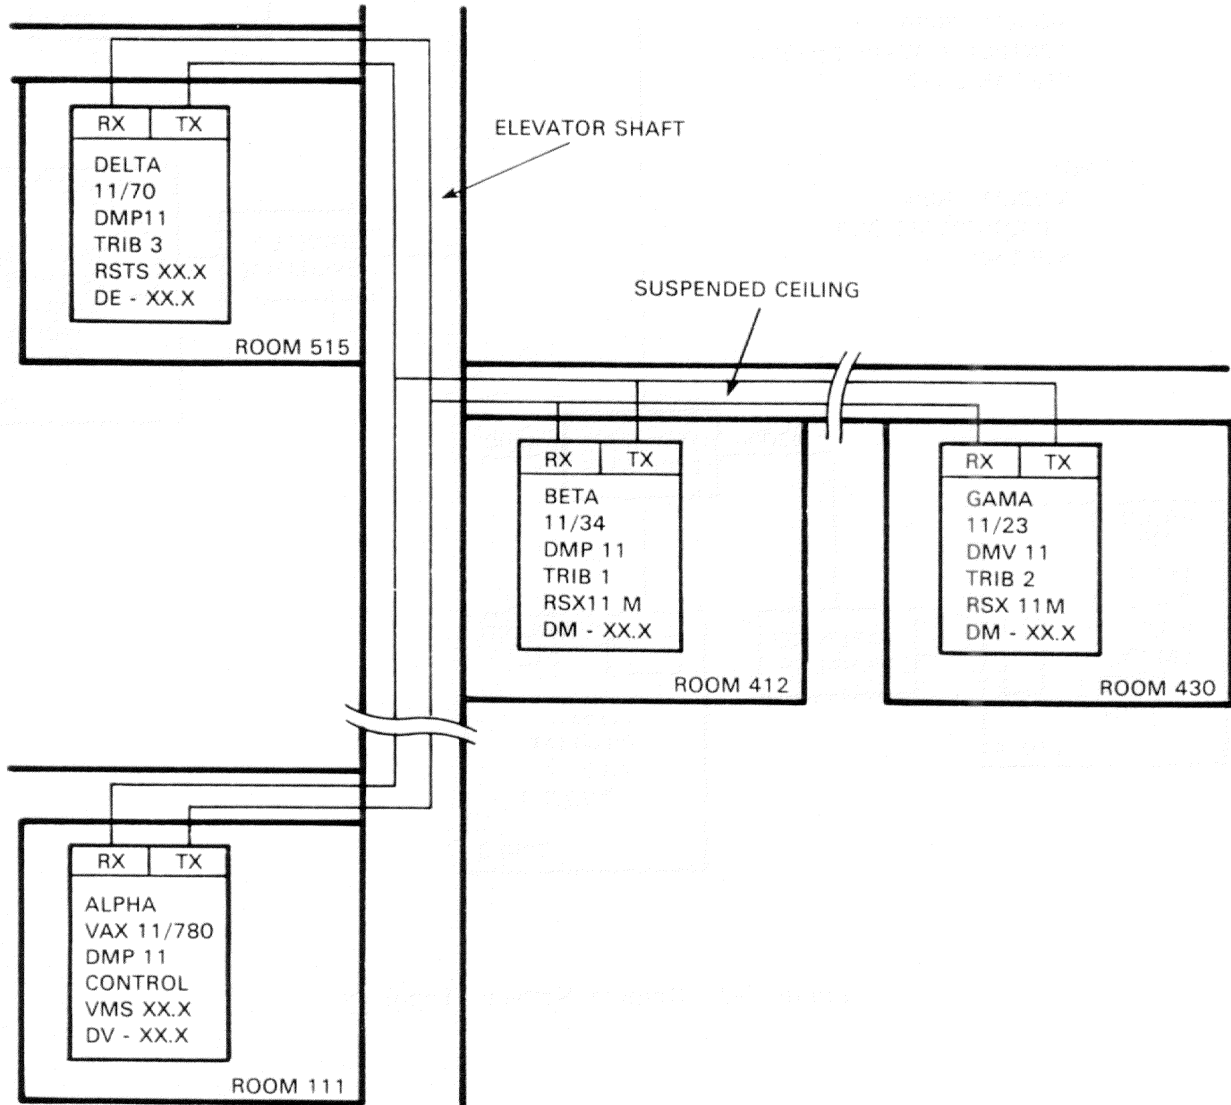 RX TX
DELTA
11/70
DMP11
TRIB 3
RSTS XX.X
DE - XX.X
ROOM 515
ELEVATOR SHAFT
SUSPENDED CEILING
RX TX
BETA
11/34
DMP 11
TRIB 1
RSX11 M
DM - XX.X
ROOM 412
RX TX
GAMA
11/23
DMV 11
TRIB 2
RSX 11M
DM - XX.X
ROOM 430
RX TX
ALPHA
VAX 11/780
DMP 11
CONTROL
VMS XX.X
DV - XX.X
ROOM 111